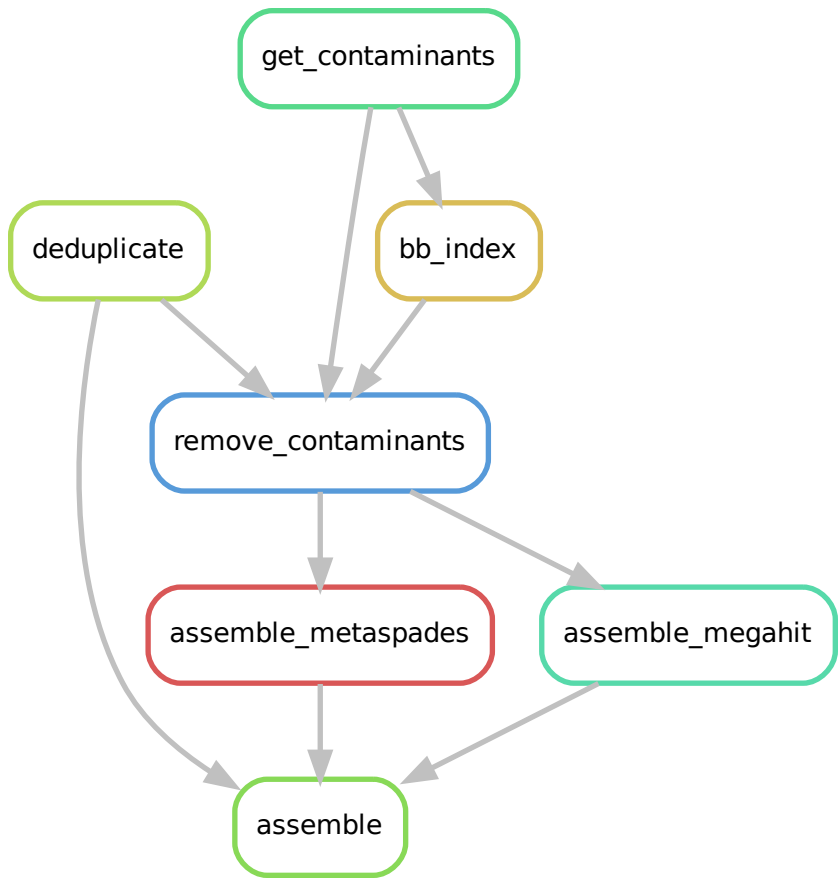 get_contaminants
deduplicate
bb_index
remove_contaminants
assemble_metaspades
assemble_megahit
assemble